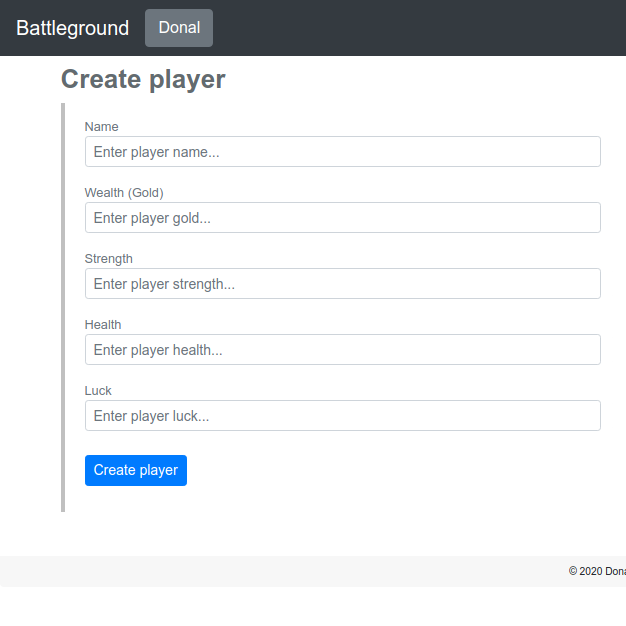 Battleground Donal
Create player
Name
Enter player name...
Wealth (Gold)
Enter player gold...
Strength
Enter player strength...
Health
Enter player health...
Luck
Enter player luck...
Create player
© 2020 Dona